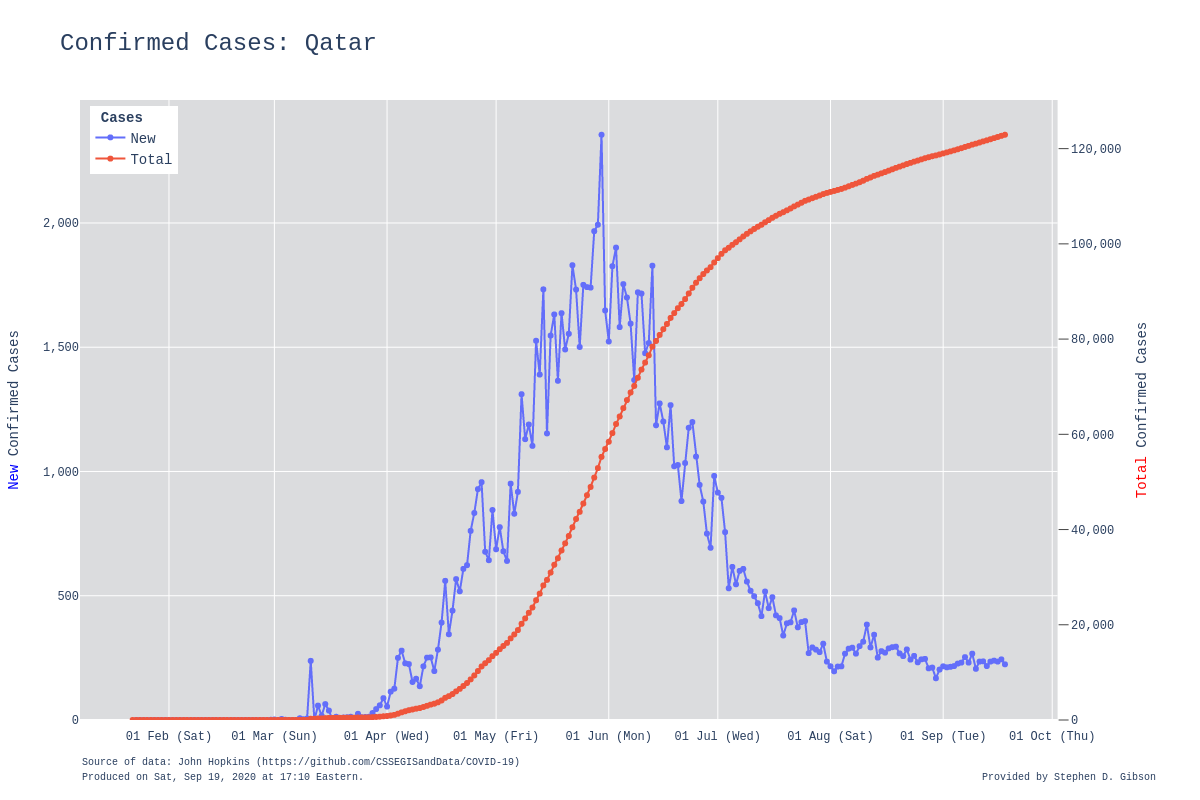 Confirmed Cases: Qatar
Cases
New
Total
2,000
1,500
1,000
500
0
120,000
100,000
80,000
60,000
40,000
20,000
0
New Confirmed Cases
Total Confirmed Cases
01 Feb (Sat) 01 Mar (Sun) 01 Apr (Wed) 01 May (Fri) 01 Jun (Mon) 01 Jul (Wed) 01 Aug (Sat) 01 Sep (Tue) 01 Oct (Thu)
Source of data: John Hopkins (https://github.com/CSSEGISandData/COVID-19)
Produced on Sat, Sep 19, 2020 at 17:10 Eastern.
Provided by Stephen D. Gibson